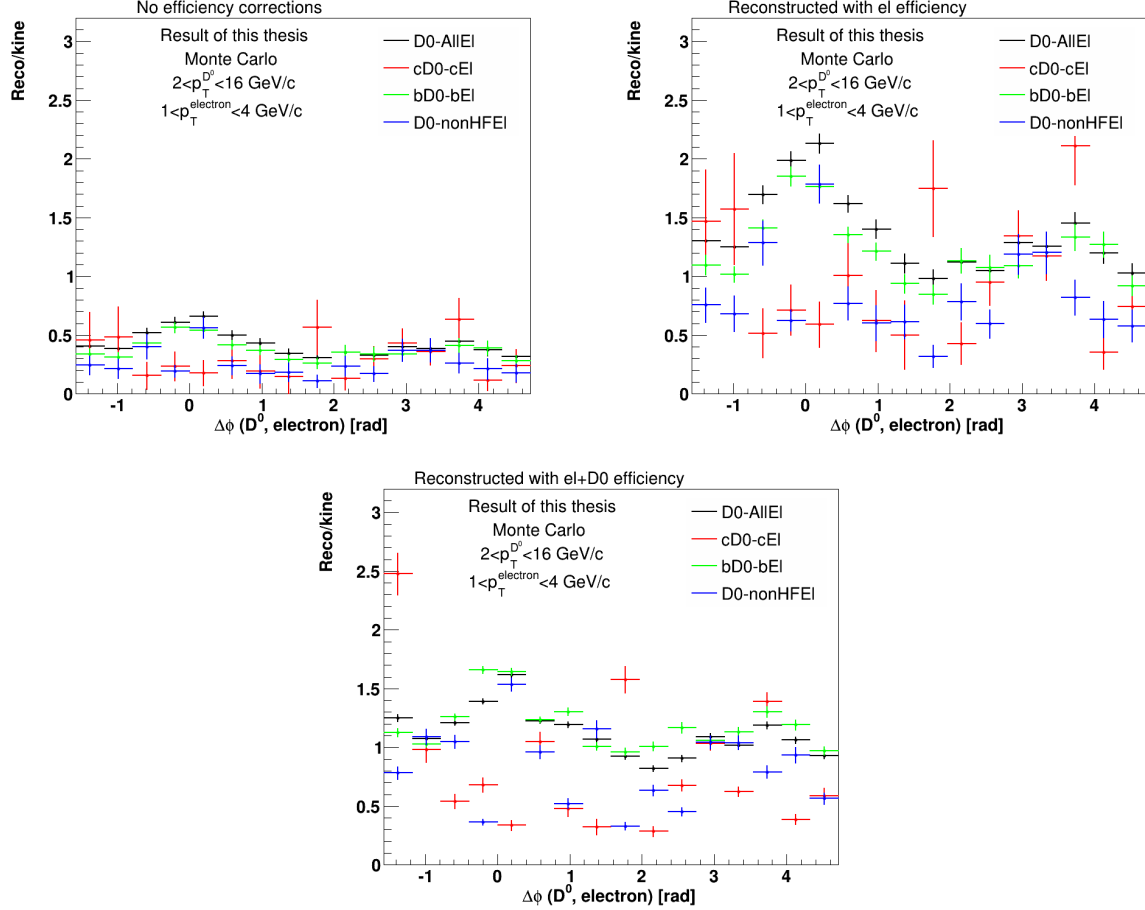 No efficiency corrections
Reco/kine
Result of this thesis
Monte Carlo
2<p_T^{D^0}<16 GeV/c
1<p_T^{electron}<4 GeV/c
D0-AllEl
cD0-cEl
bD0-bEl
D0-nonHFEl
3
2.5
2
1.5
1
0.5
0
-1 0 1 2 3 4
Δϕ (D^0, electron) [rad]
Reconstructed with el efficiency
Reco/kine
Result of this thesis
Monte Carlo
2<p_T^{D^0}<16 GeV/c
1<p_T^{electron}<4 GeV/c
D0-AllEl
cD0-cEl
bD0-bEl
D0-nonHFEl
3
2.5
2
1.5
1
0.5
0
-1 0 1 2 3 4
Δϕ (D^0, electron) [rad]
Reconstructed with el+D0 efficiency
Reco/kine
Result of this thesis
Monte Carlo
2<p_T^{D^0}<16 GeV/c
1<p_T^{electron}<4 GeV/c
D0-AllEl
cD0-cEl
bD0-bEl
D0-nonHFEl
3
2.5
2
1.5
1
0.5
0
-1 0 1 2 3 4
Δϕ (D^0, electron) [rad]